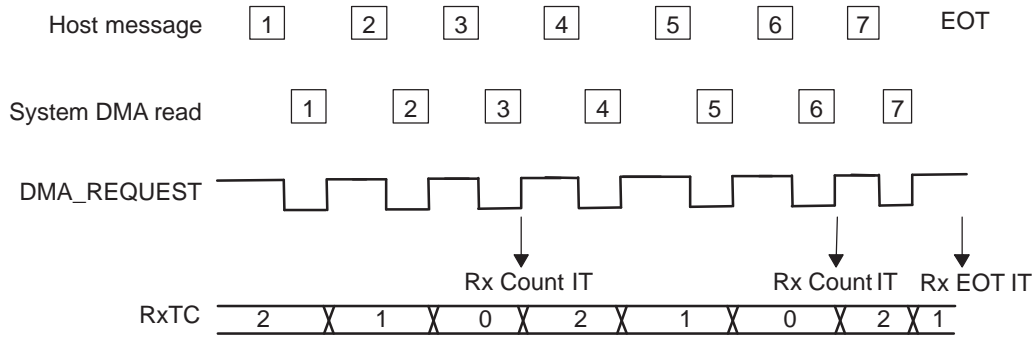 Host message 1 2 3 4 5 6 7 EOT
System DMA read 1 2 3 4 5 6 7
DMA_REQUEST
Rx Count IT Rx Count IT Rx EOT IT
RxTC 2 1 0 2 1 0 2 1